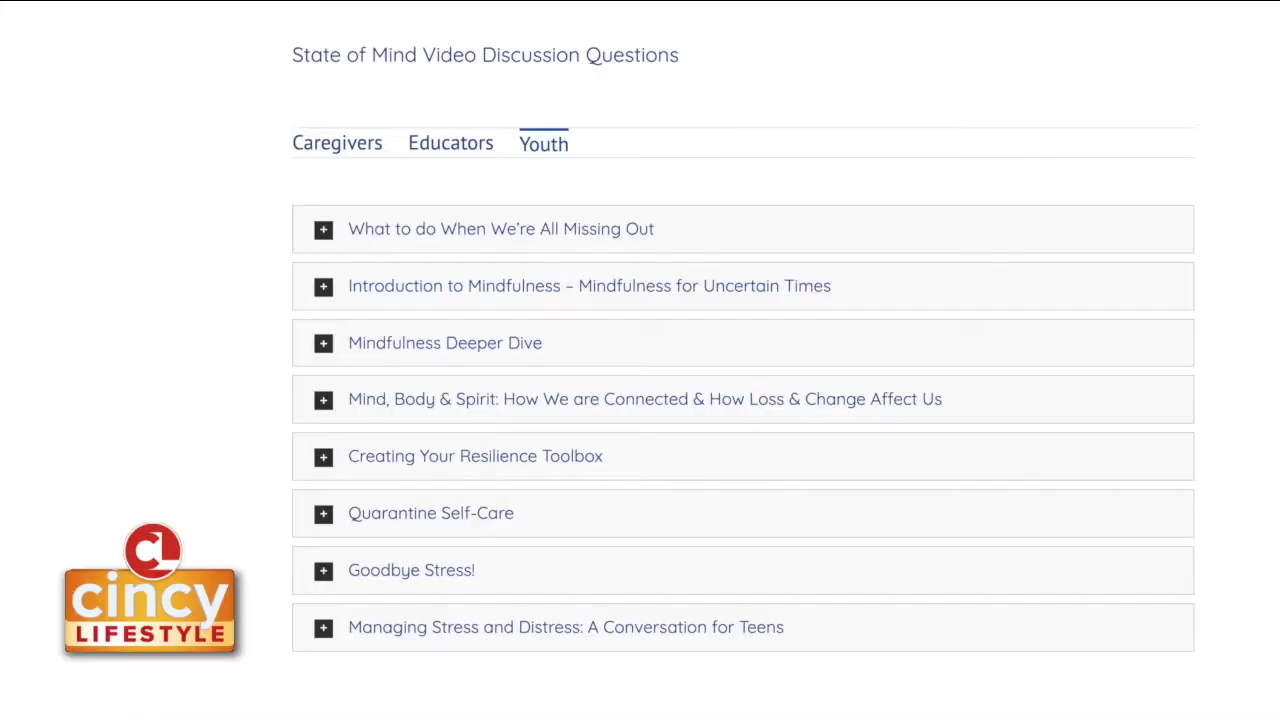 State of Mind Video Discussion Questions
Caregivers Educators Youth
What to do When We're All Missing Out
Introduction to Mindfulness – Mindfulness for Uncertain Times
Mindfulness Deeper Dive
Mind, Body & Spirit: How We are Connected & How Loss & Change Affect Us
Creating Your Resilience Toolbox
Quarantine Self-Care
Goodbye Stress!
Managing Stress and Distress: A Conversation for Teens
CL
cincy
LIFESTYLE